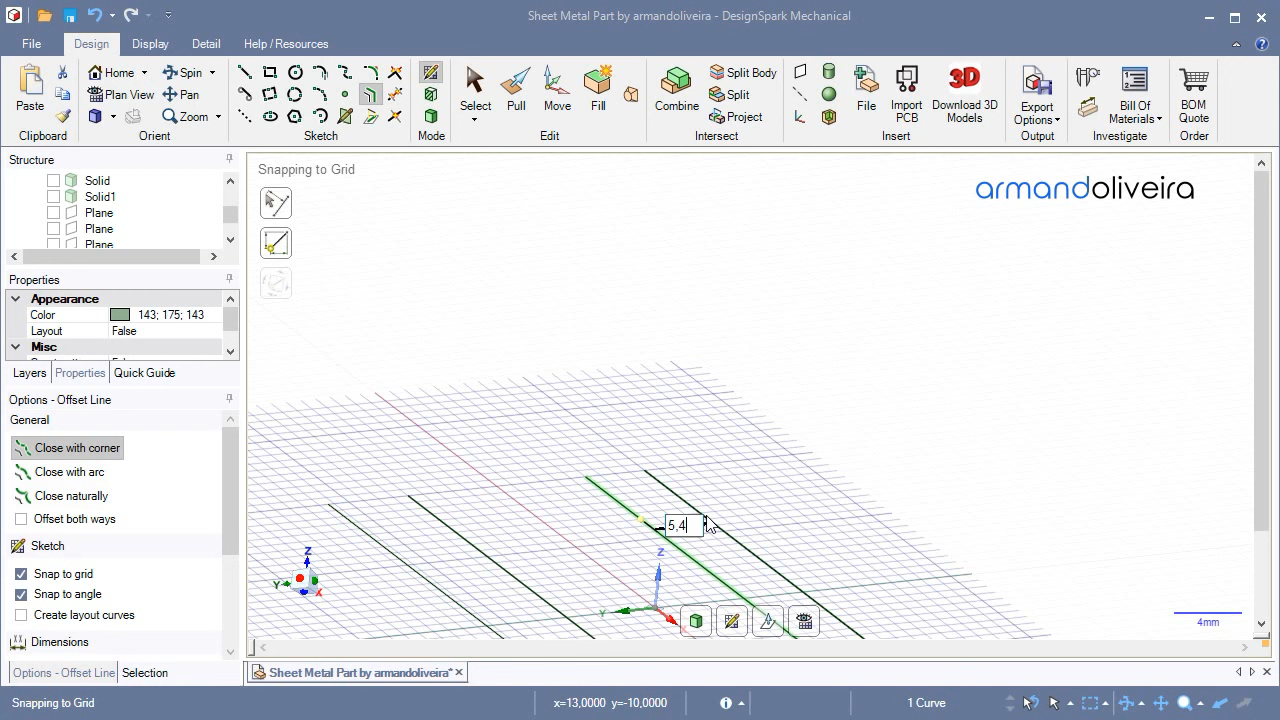 Sheet Metal Part by armandoliveira - DesignSpark Mechanical
File Design Display Detail Help / Resources
Paste
Clipboard
Home Spin
Plan View Pan
Zoom
Orient
Sketch
Mode
Select Pull Move Fill
Edit
Combine
Split Body
Split
Project
Intersect
File Import PCB 3D Download 3D Models
Insert
Export Options
Output
Bill Of Materials
Investigate
BOM Quote
Order
Structure
Solid
Solid1
Plane
Plane
Plane
Properties
Appearance
Color 143; 175; 143
Layout False
Misc
Layers Properties Quick Guide
Options - Offset Line
General
Close with corner
Close with arc
Close naturally
Offset both ways
Sketch
Snap to grid
Snap to angle
Create layout curves
Dimensions
Options - Offset Line Selection
Snapping to Grid
armandoliveira
5,4
Z
Y
Z
Y
X
4mm
Sheet Metal Part by armandoliveira*
Snapping to Grid x=13,0000 y=-10,0000 1 Curve